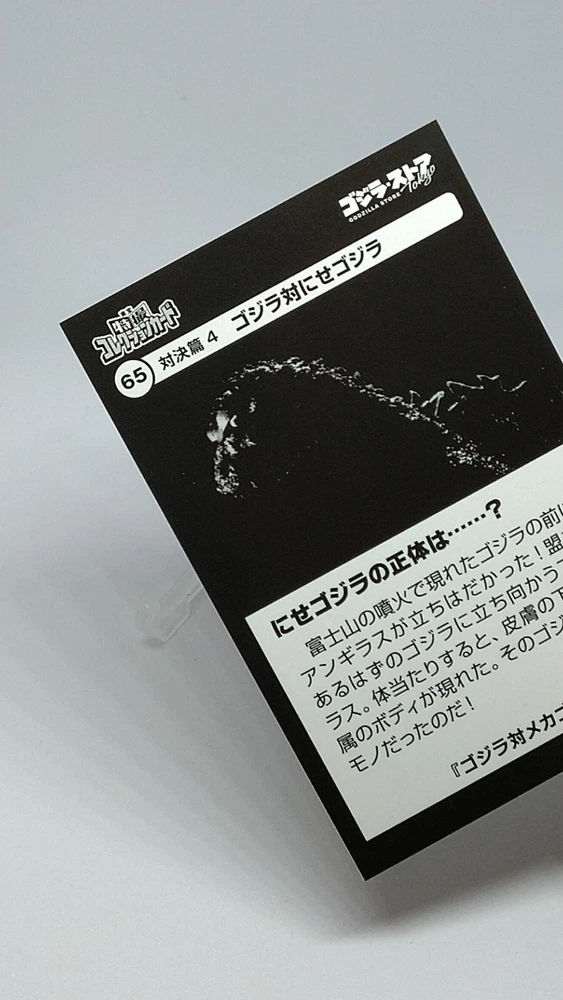 ゴジラ・ストア
Tokyo
GODZILLA STORE
特撮
コレクションカード
65 対決篇4 ゴジラ対にせゴジラ
にせゴジラの正体は……?
富士山の噴火で現れたゴジラの前に
アンギラスが立ちはだかった！盟
あるはずのゴジラに立ち向かう
ラス。体当たりすると、皮膚の下
属のボディが現れた。そのゴジ
モノだったのだ！
『ゴジラ対メカゴ